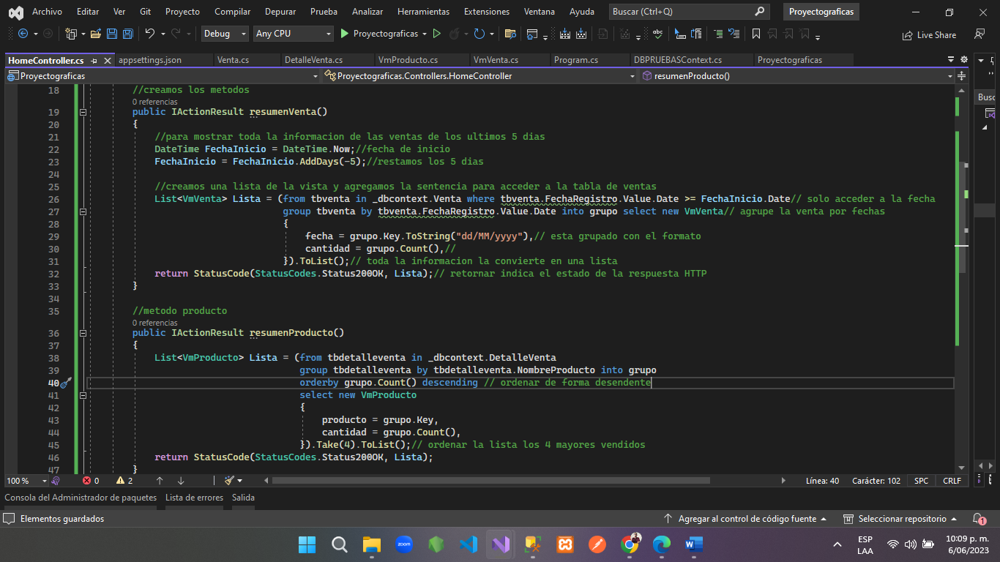 Archivo Editar Ver Git Proyecto Compilar Depurar Prueba Analizar Herramientas Extensiones Ventana Ayuda Buscar (Ctrl+Q) Proyectograficas
Debug Any CPU Proyectograficas Live Share
HomeController.cs appsettings.json Venta.cs DetalleVenta.cs VmProducto.cs VmVenta.cs Program.cs DBPRUEBASContext.cs Proyectograficas
Proyectograficas Proyectograficas.Controllers.HomeController resumenProducto()
Busc
18 //creamos los metodos
0 referencias
19 public IActionResult resumenVenta()
20 {
21 //para mostrar toda la informacion de las ventas de los ultimos 5 dias
22 DateTime FechaInicio = DateTime.Now;//fecha de inicio
23 FechaInicio = FechaInicio.AddDays(-5);//restamos los 5 dias
24
25 //creamos una lista de la vista y agregamos la sentencia para acceder a la tabla de ventas
26 List<VmVenta> Lista = (from tbventa in _dbcontext.Venta where tbventa.FechaRegistro.Value.Date >= FechaInicio.Date// solo acceder a la fecha
27 group tbventa by tbventa.FechaRegistro.Value.Date into grupo select new VmVenta// agrupe la venta por fechas
28 {
29 fecha = grupo.Key.ToString("dd/MM/yyyy"),// esta grupado con el formato
30 cantidad = grupo.Count(),//
31 }).ToList();// toda la informacion la convierte en una lista
32 return StatusCode(StatusCodes.Status200OK, Lista);// retornar indica el estado de la respuesta HTTP
33 }
34
35 //metodo producto
0 referencias
36 public IActionResult resumenProducto()
37 {
38 List<VmProducto> Lista = (from tbdetalleventa in _dbcontext.DetalleVenta
39 group tbdetalleventa by tbdetalleventa.NombreProducto into grupo
40 orderby grupo.Count() descending // ordenar de forma desendente
41 select new VmProducto
42 {
43 producto = grupo.Key,
44 cantidad = grupo.Count(),
45 }).Take(4).ToList();// ordenar la lista los 4 mayores vendidos
46 return StatusCode(StatusCodes.Status200OK, Lista);
47 }
100 % 0 2 Línea: 40 Carácter: 102 SPC CRLF
Consola del Administrador de paquetes Lista de errores Salida
Elementos guardados Agregar al control de código fuente Seleccionar repositorio 1
zoom ESP LAA 10:09 p. m. 6/06/2023